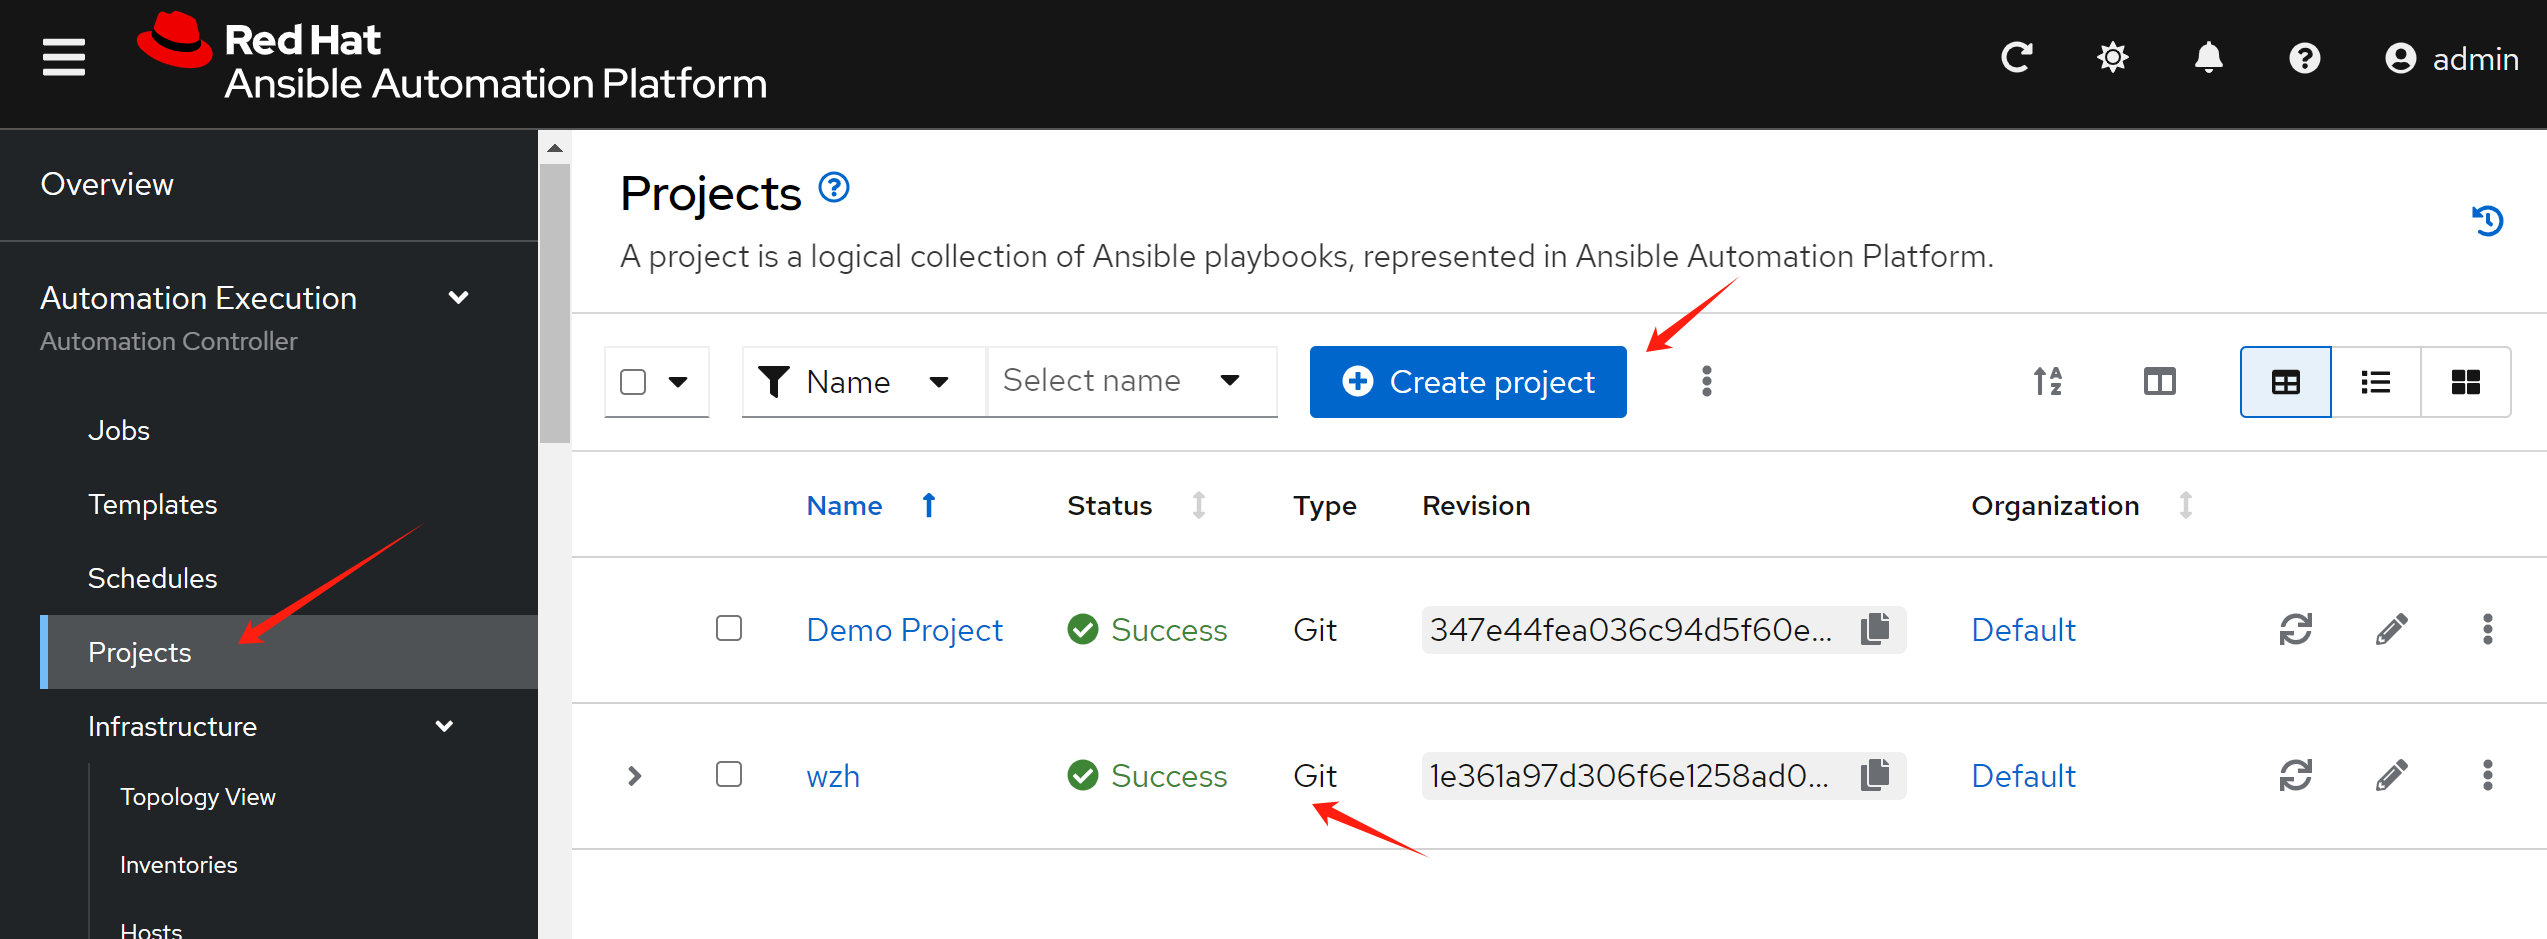 Red Hat
Ansible Automation Platform
admin
Overview
Automation Execution
Automation Controller
Jobs
Templates
Schedules
Projects
Infrastructure
Topology View
Inventories
Hosts
Projects
A project is a logical collection of Ansible playbooks, represented in Ansible Automation Platform.
Name Select name Create project
Name Status Type Revision Organization
Demo Project Success Git 347e44fea036c94d5f60e... Default
wzh Success Git 1e361a97d306f6e1258ad0... Default